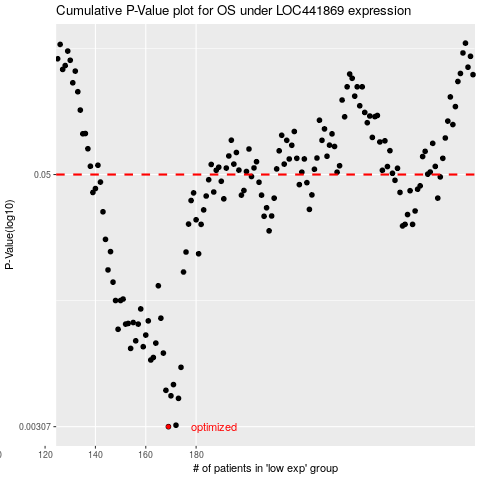 Cumulative P-Value plot for OS under LOC441869 expression
P-Value(log10)
0.05
0.00307
optimized
0
120
140
160
180
# of patients in 'low exp' group